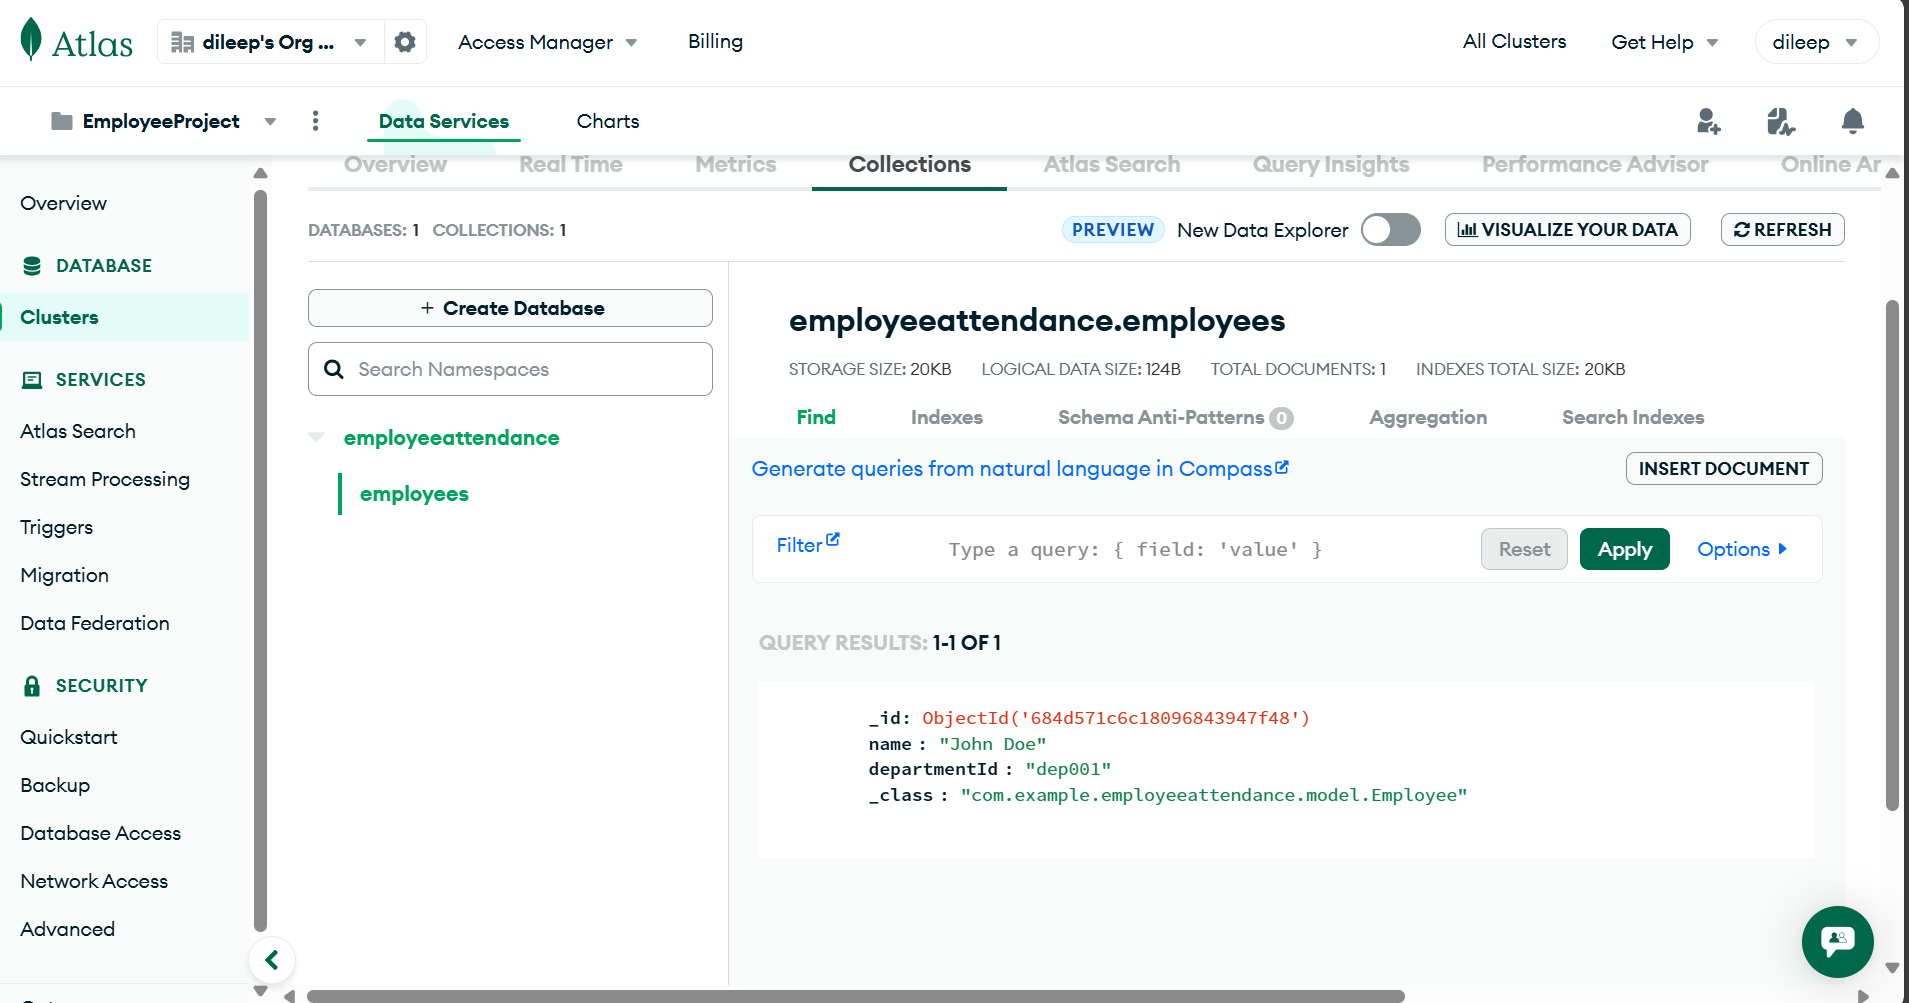 Atlas
dileep's Org ...
Access Manager
Billing
All Clusters
Get Help
dileep
EmployeeProject
Data Services
Charts
Overview
Real Time
Metrics
Collections
Atlas Search
Query Insights
Performance Advisor
Online Ar
Overview
DATABASE
Clusters
SERVICES
Atlas Search
Stream Processing
Triggers
Migration
Data Federation
SECURITY
Quickstart
Backup
Database Access
Network Access
Advanced
DATABASES: 1 COLLECTIONS: 1
PREVIEW New Data Explorer
VISUALIZE YOUR DATA
REFRESH
+ Create Database
Search Namespaces
employeeattendance
employees
employeeattendance.employees
STORAGE SIZE: 20KB LOGICAL DATA SIZE: 124B TOTAL DOCUMENTS: 1 INDEXES TOTAL SIZE: 20KB
Find
Indexes
Schema Anti-Patterns 0
Aggregation
Search Indexes
Generate queries from natural language in Compass
INSERT DOCUMENT
Filter
Type a query: { field: 'value' }
Reset
Apply
Options
QUERY RESULTS: 1-1 OF 1
_id: ObjectId('684d571c6c18096843947f48')
name : "John Doe"
departmentId : "dep001"
_class : "com.example.employeeattendance.model.Employee"